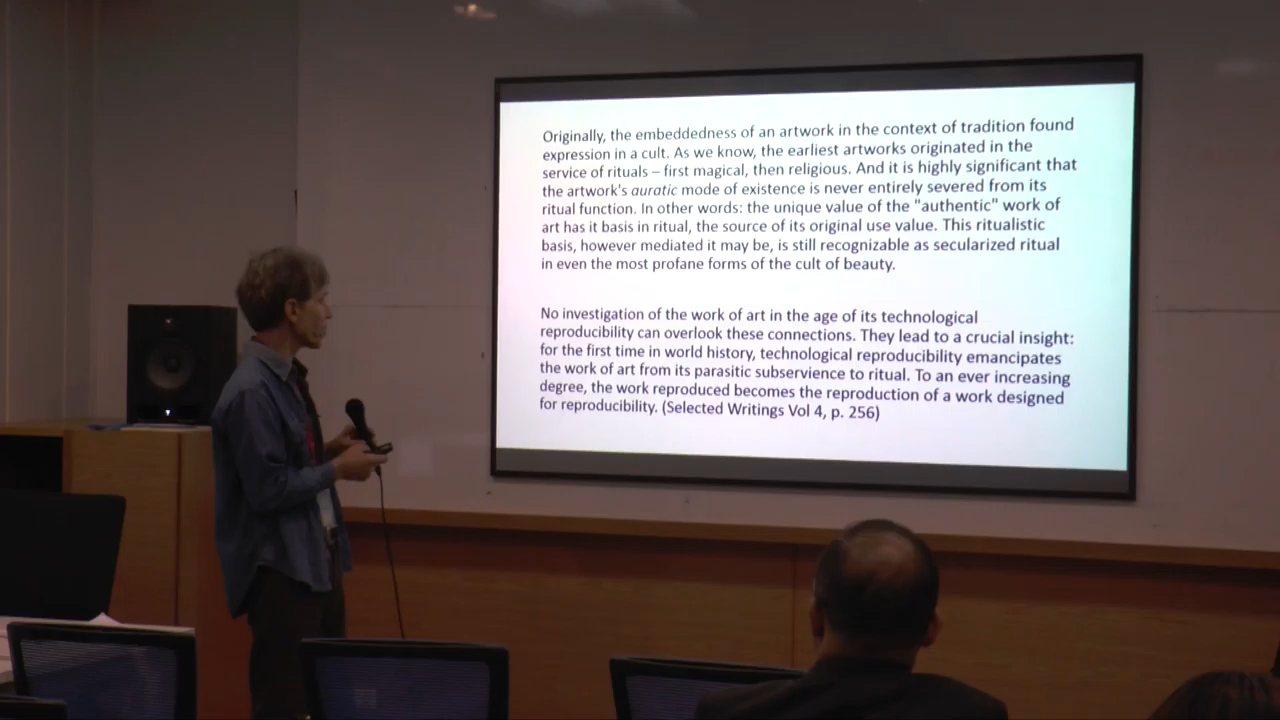 Originally, the embeddedness of an artwork in the context of tradition found
expression in a cult. As we know, the earliest artworks originated in the
service of rituals – first magical, then religious. And it is highly significant that
the artwork's auratic mode of existence is never entirely severed from its
ritual function. In other words: the unique value of the "authentic" work of
art has it basis in ritual, the source of its original use value. This ritualistic
basis, however mediated it may be, is still recognizable as secularized ritual
in even the most profane forms of the cult of beauty.
No investigation of the work of art in the age of its technological
reproducibility can overlook these connections. They lead to a crucial insight:
for the first time in world history, technological reproducibility emancipates
the work of art from its parasitic subservience to ritual. To an ever increasing
degree, the work reproduced becomes the reproduction of a work designed
for reproducibility. (Selected Writings Vol 4, p. 256)